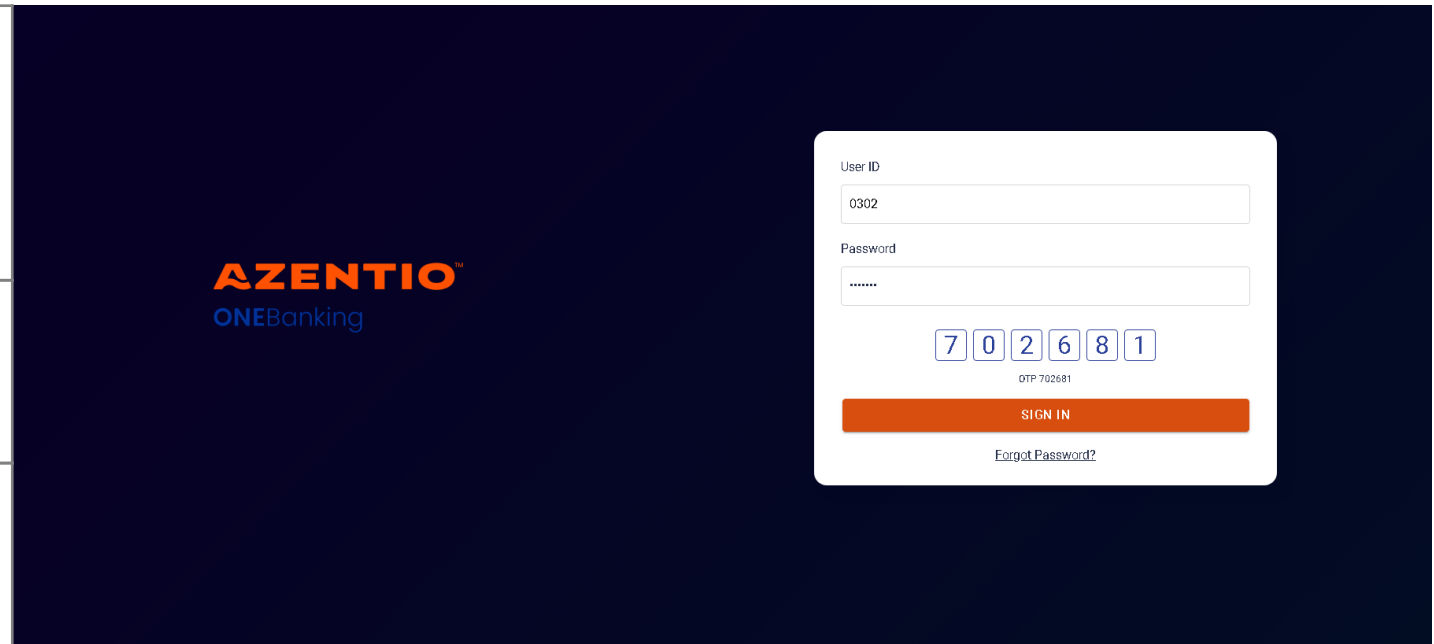 AZENTIO™
ONEBanking
User ID
0302
Password
•••••••
7 0 2 6 8 1
OTP 702681
SIGN IN
Forgot Password?